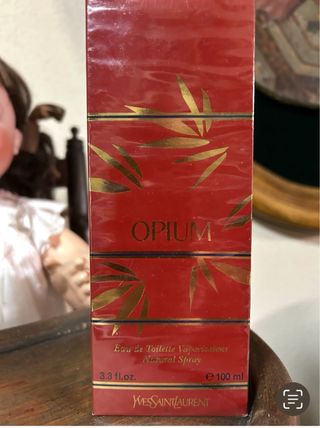 OPIUM
Eau de Toilette Vaporisateur
Natural Spray
3.3 fl.oz. e 100 ml
YVESSAINTLAURENT